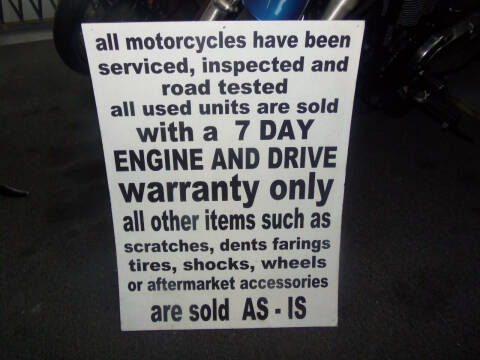 all motorcycles have been
serviced, inspected and
road tested
all used units are sold
with a 7 DAY
ENGINE AND DRIVE
warranty only
all other items such as
scratches, dents farings
tires, shocks, wheels
or aftermarket accessories
are sold AS - IS